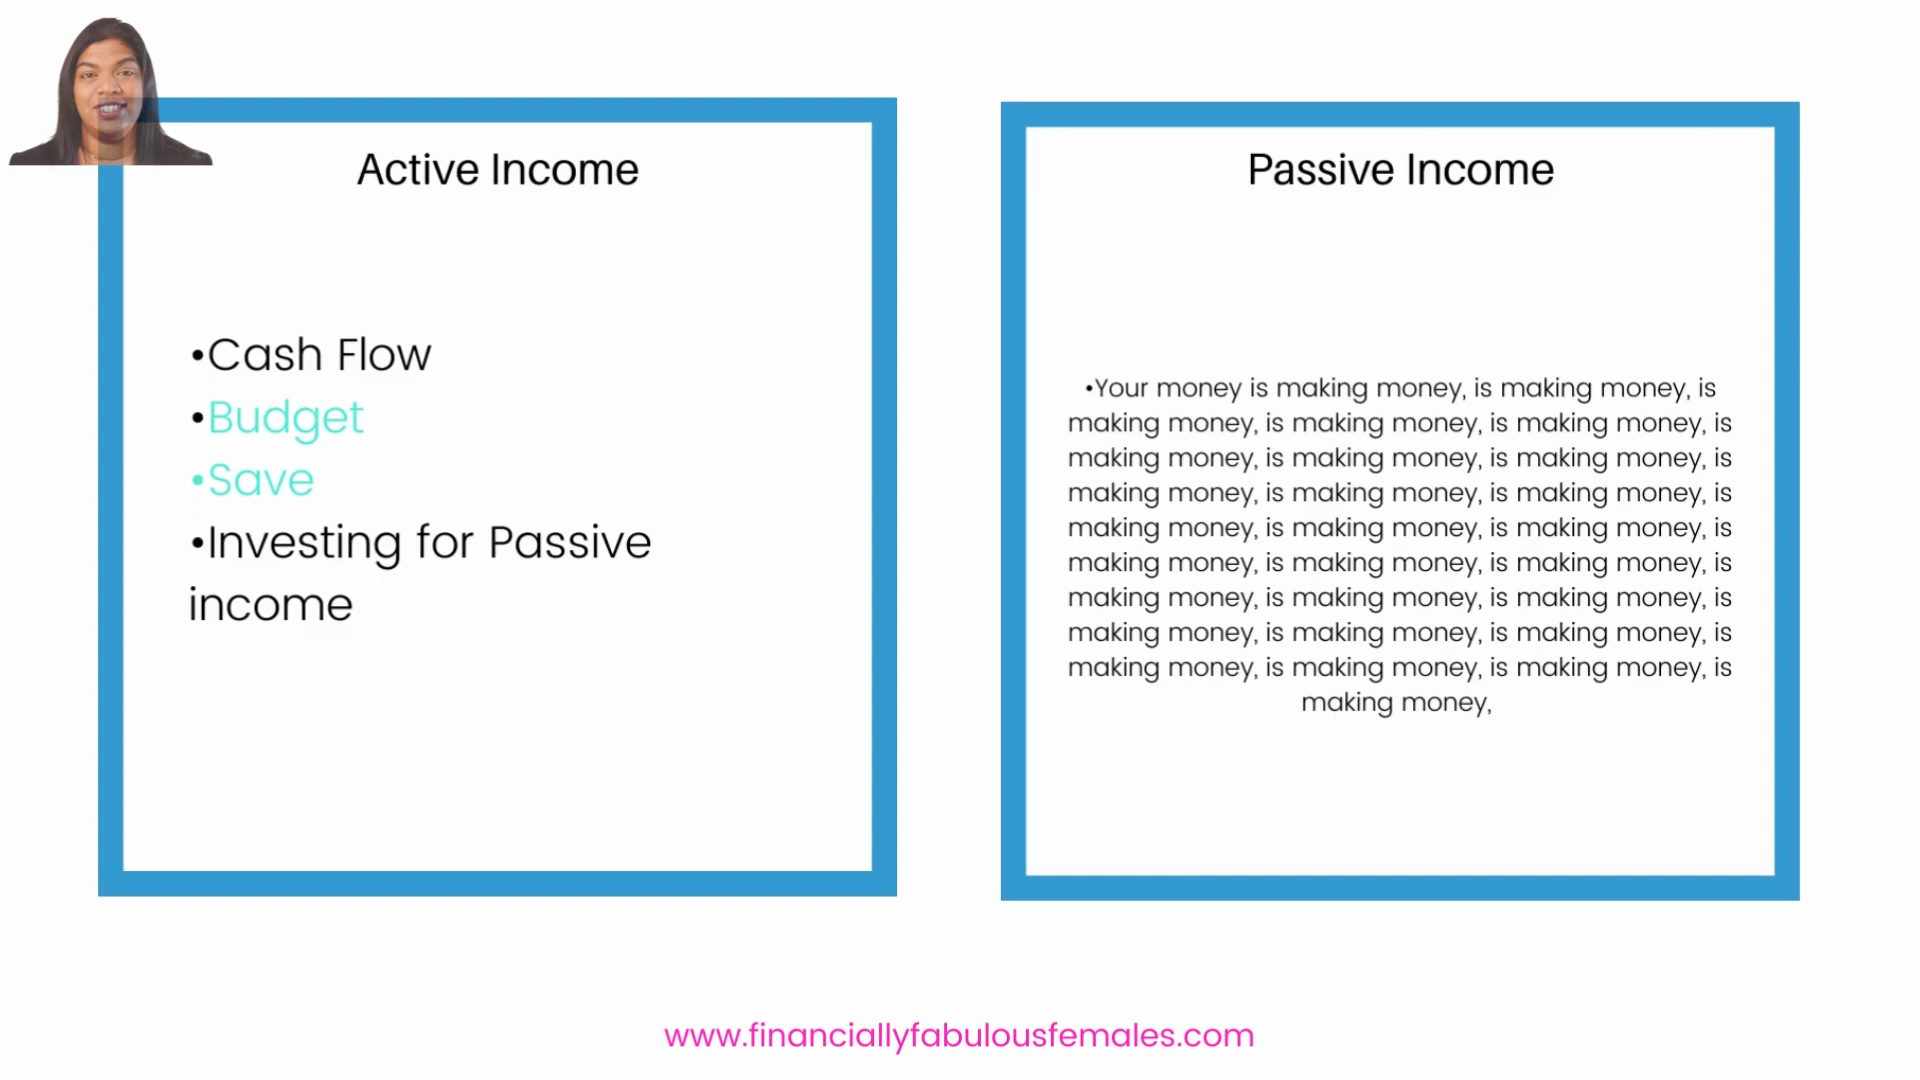 Active Income
•Cash Flow
•Budget
•Save
•Investing for Passive
income
Passive Income
•Your money is making money, is making money, is
making money, is making money, is making money, is
making money, is making money, is making money, is
making money, is making money, is making money, is
making money, is making money, is making money, is
making money, is making money, is making money, is
making money, is making money, is making money, is
making money, is making money, is making money, is
making money, is making money, is making money, is
making money,
www.financiallyfabulousfemales.com